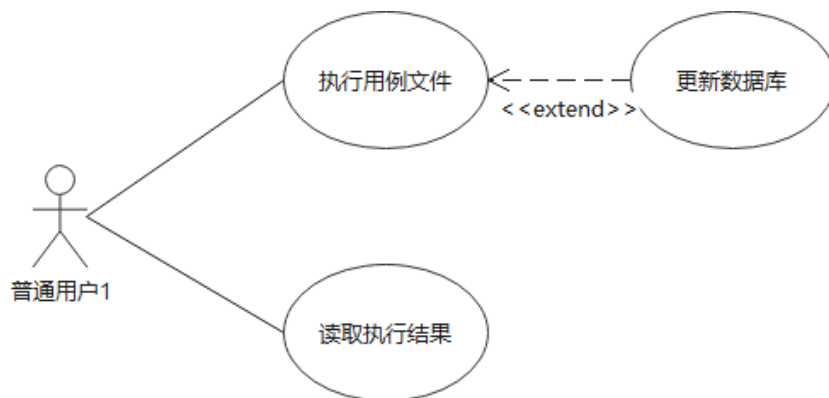 执行用例文件
更新数据库
<<extend>>
普通用户1
读取执行结果